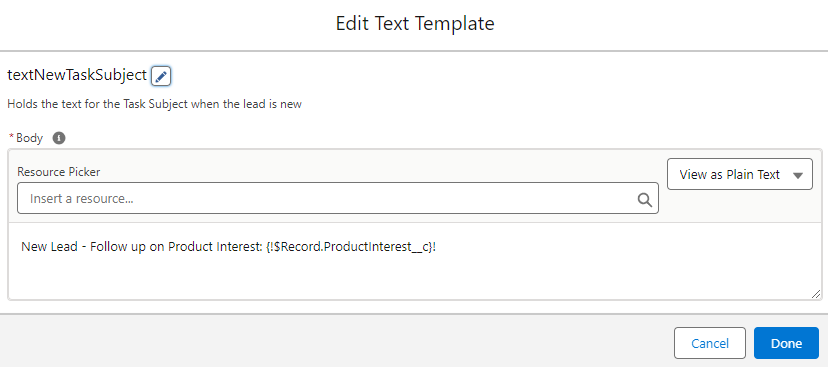 Edit Text Template
textNewTaskSubject
Holds the text for the Task Subject when the lead is new
* Body
Resource Picker
Insert a resource...
View as Plain Text
New Lead - Follow up on Product Interest: {!$Record.ProductInterest__c}!
Cancel
Done